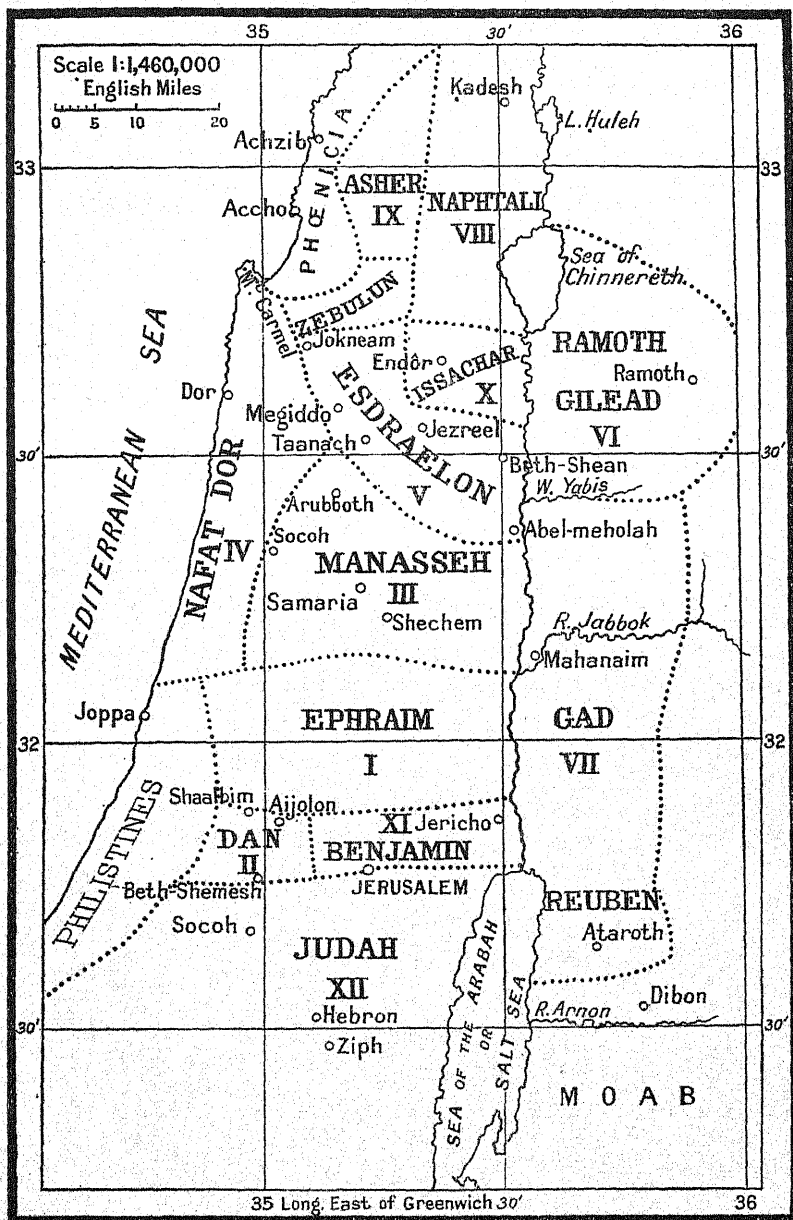 35
30′
36
Scale 1:1,460,000
English Miles
0 5 10 20
Kadesh
L. Huleh
Achzib
33
33
PHŒNICIA
ASHER
IX
NAPHTALI
VIII
Accho
Sea of
Chinnereth
Mt. Carmel
ZEBULUN
Jokneam
Endôr
ISSACHAR
X
RAMOTH
Ramoth
GILEAD
VI
MEDITERRANEAN SEA
Dor
Megiddo
Taanach
ESDRAELON
V
Jezreel
30′
30′
Beth-Shean
W. Yabis
NAFAT DOR
IV
Arubboth
Socoh
Abel-meholah
MANASSEH
III
Samaria
Shechem
R. Jabbok
Mahanaim
Joppa
EPHRAIM
I
GAD
VII
32
32
Shaalbim
Aijolon
XI
Jericho
DAN
II
BENJAMIN
PHILISTINES
Beth-Shemesh
JERUSALEM
REUBEN
Ataroth
Socoh
JUDAH
XII
SEA OF THE ARABAH
OR
SALT SEA
Dibon
R. Arnon
30′
30′
Hebron
Ziph
MOAB
35 Long. East of Greenwich 30′
36